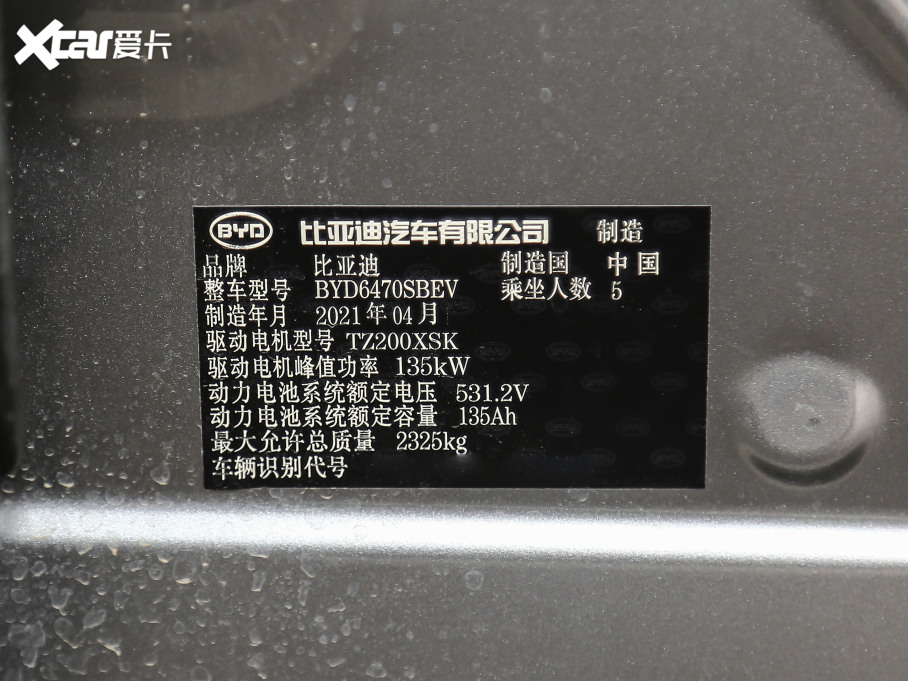 Xcar爱卡
BYD 比亚迪汽车有限公司 制造
品牌 比亚迪 制造国 中国
整车型号 BYD6470SBEV 乘坐人数 5
制造年月 2021年04月
驱动电机型号 TZ200XSK
驱动电机峰值功率 135kW
动力电池系统额定电压 531.2V
动力电池系统额定容量 135Ah
最大允许总质量 2325kg
车辆识别代号